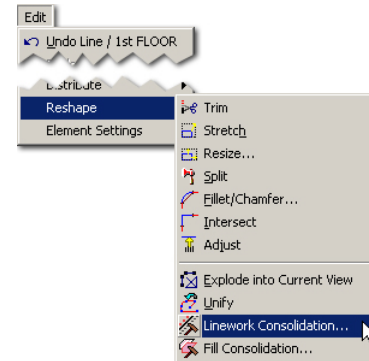 Edit
Undo Line / 1st FLOOR
Distribute
Reshape
Element Settings
Trim
Stretch
Resize...
Split
Fillet/Chamfer...
Intersect
Adjust
Explode into Current View
Unify
Linework Consolidation...
Fill Consolidation...